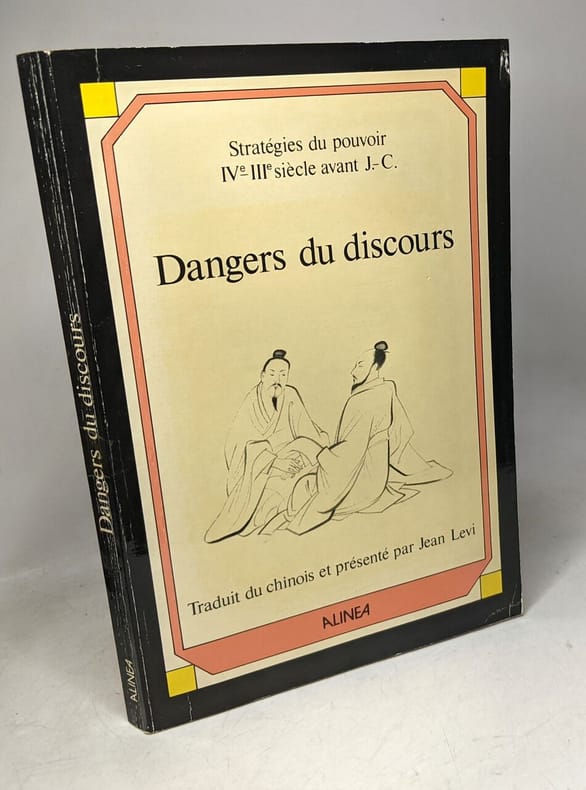 Stratégies du pouvoir
IVe-IIIe siècle avant J.-C.
Dangers du discours
Traduit du chinois et présenté par Jean Levi
ALINEA
Dangers du discours
ALINEA